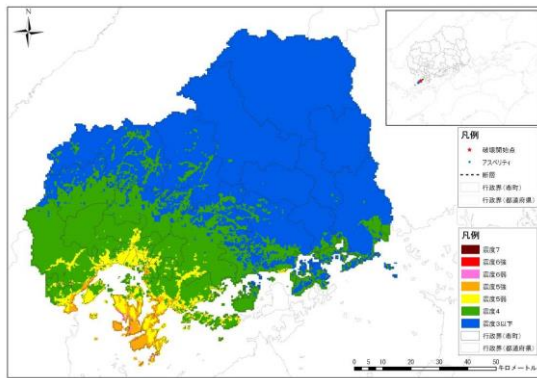 N
凡例
破壊開始点
アスペリティ
断層
行政界(市町)
行政界(都道府県)
凡例
震度7
震度6強
震度6弱
震度5強
震度5弱
震度4
震度3以下
行政界(市町)
行政界(都道府県)
0 5 10 20 30 40 50
キロメートル